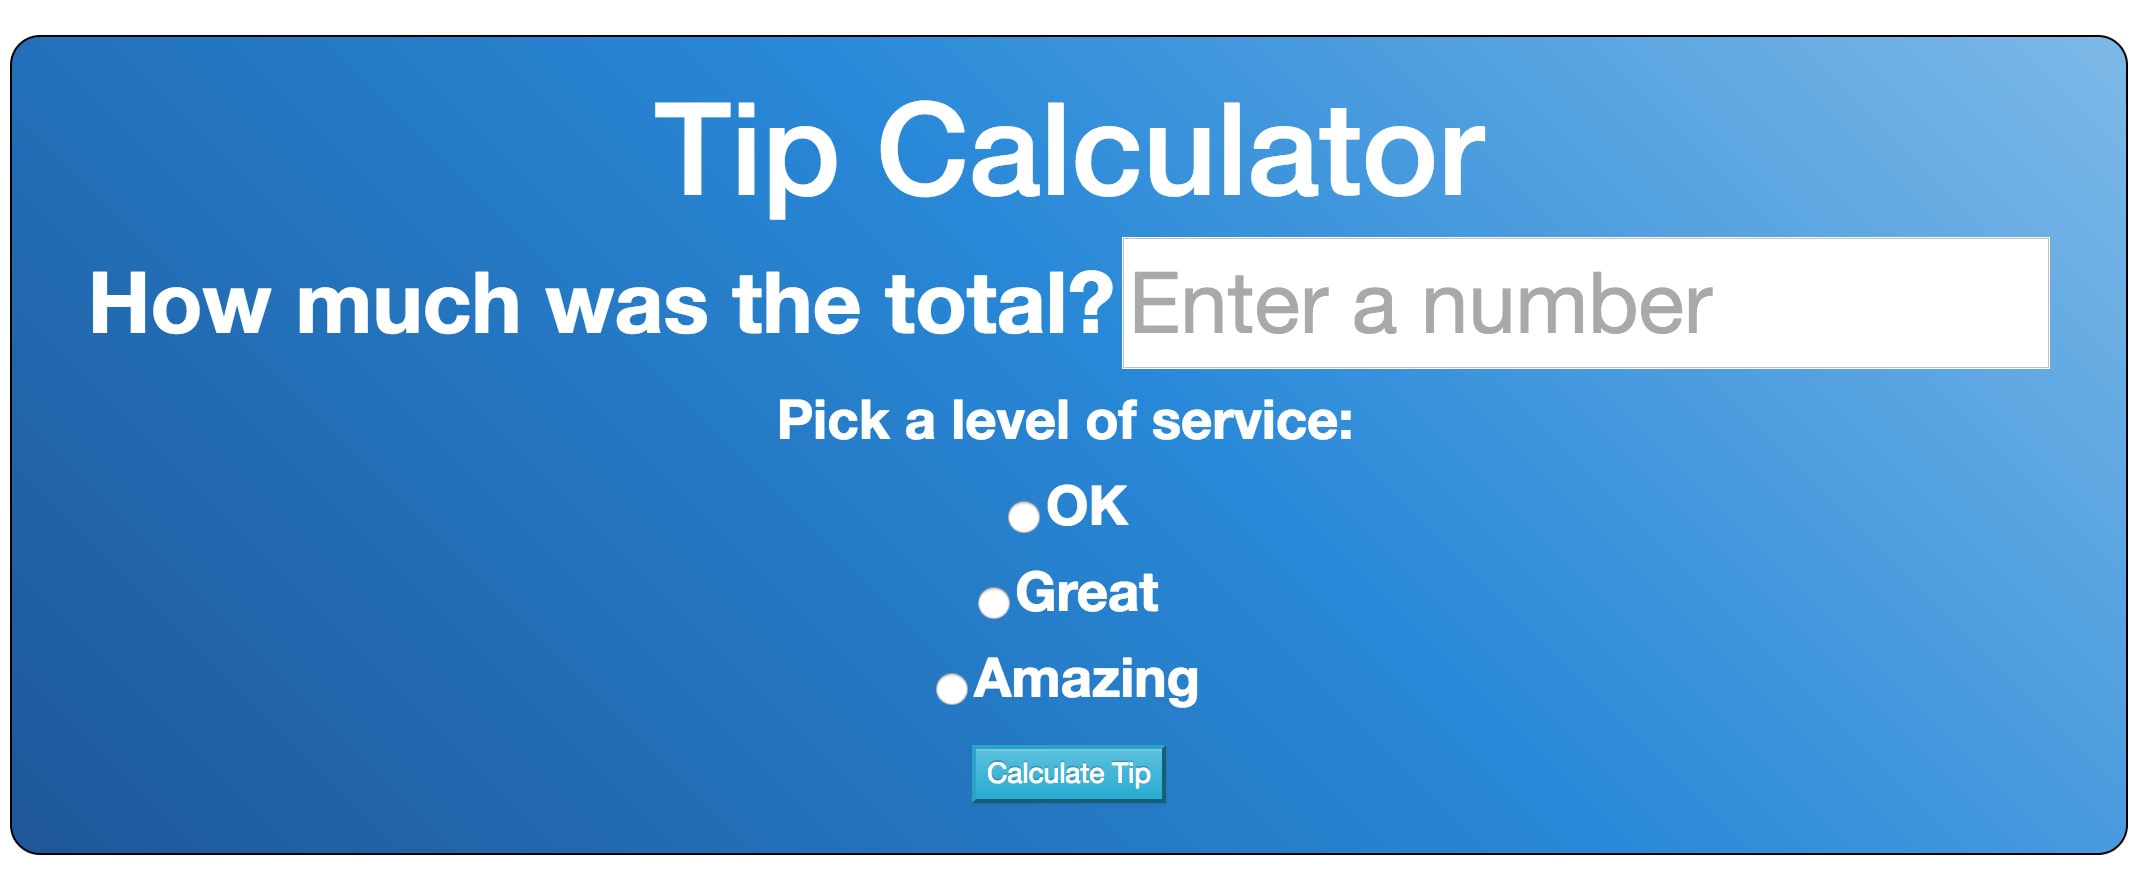 Tip Calculator
How much was the total? Enter a number
Pick a level of service:
OK
Great
Amazing
Calculate Tip